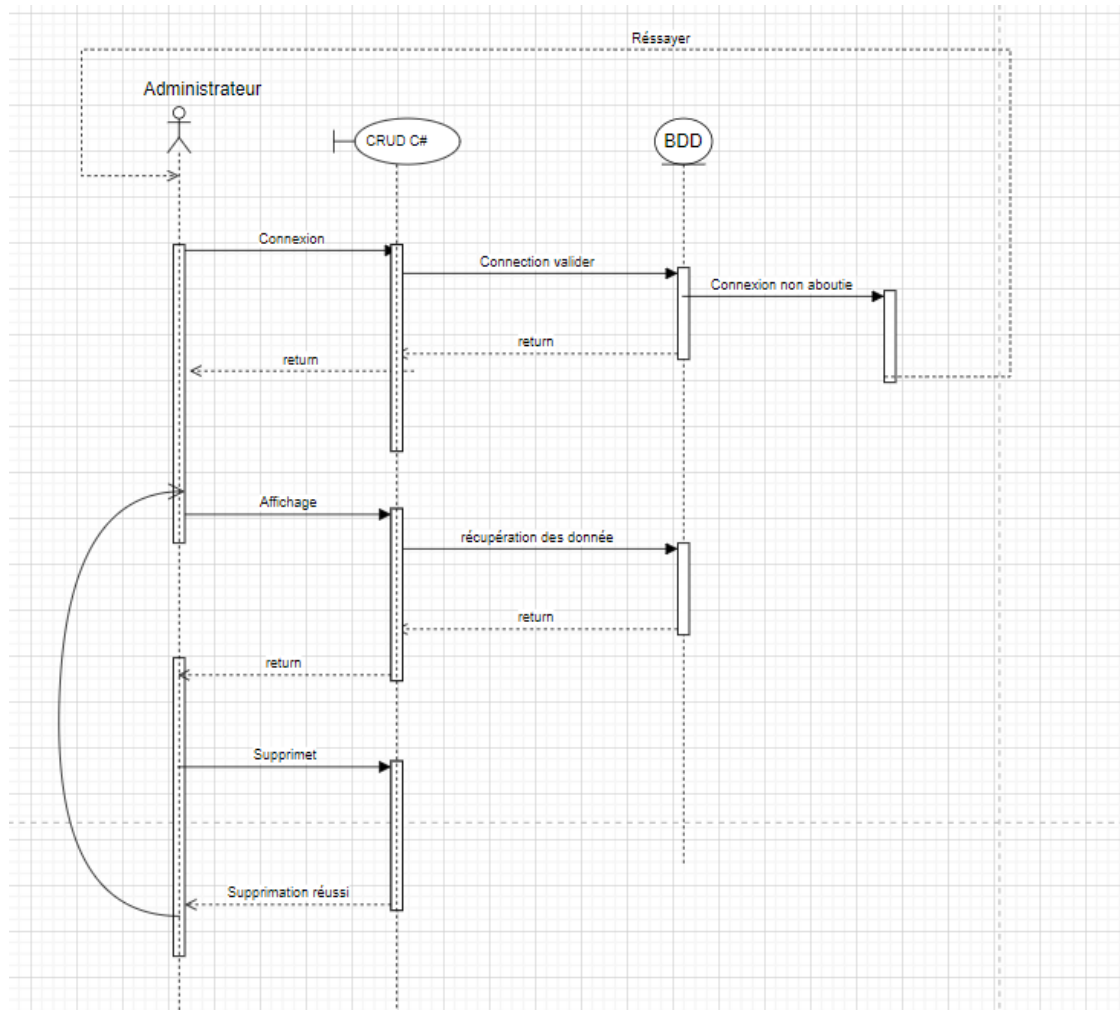 Réssayer
Administrateur
CRUD C#
BDD
Connexion
Connection valider
Connexion non aboutie
return
return
Affichage
récupération des donnée
return
return
Supprimet
Supprimation réussi